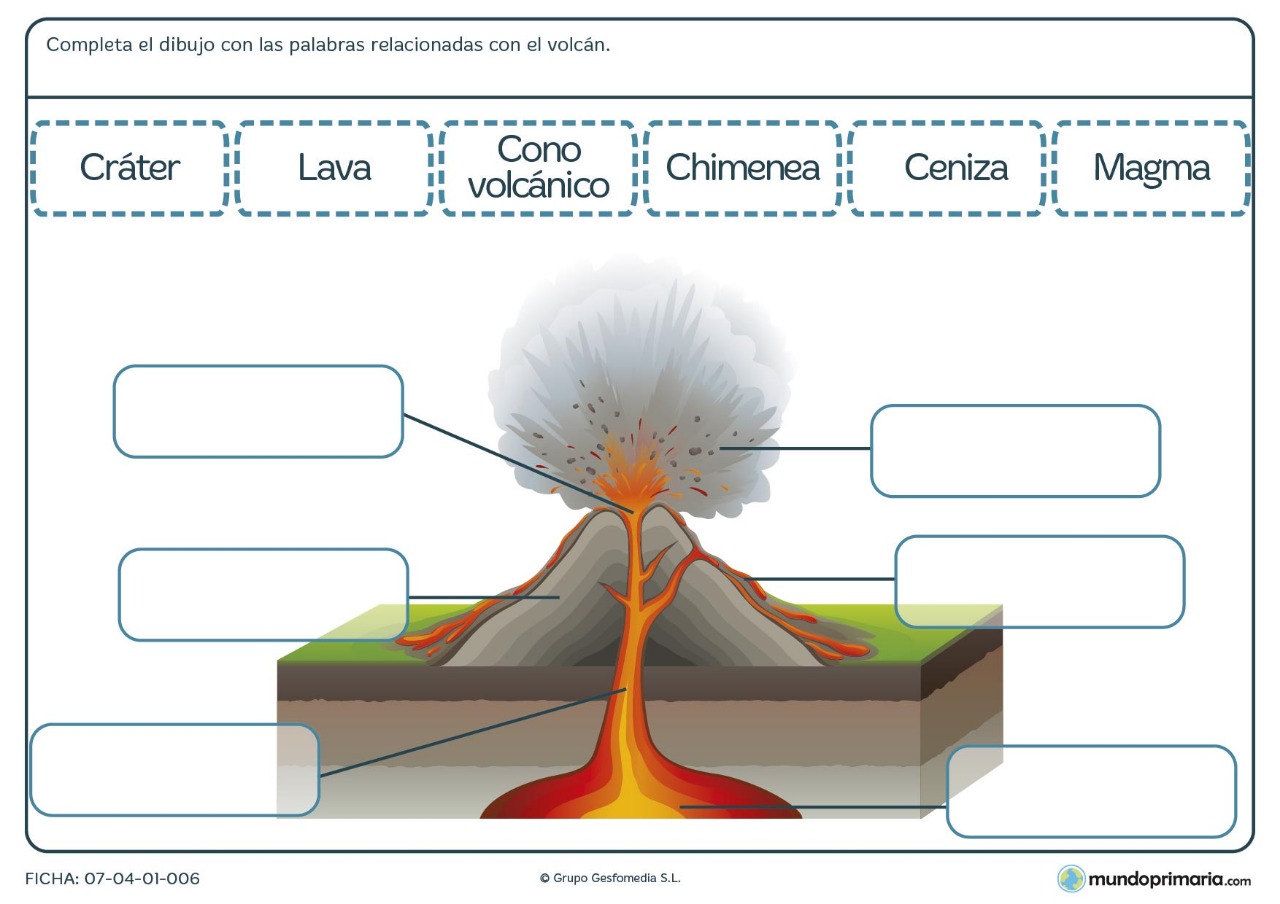 Completa el dibujo con las palabras relacionadas con el volcán.
Cráter
Lava
Cono
volcánico
Chimenea
Ceniza
Magma
FICHA: 07-04-01-006
© Grupo Gesfomedia S.L.
mundoprimaria.com